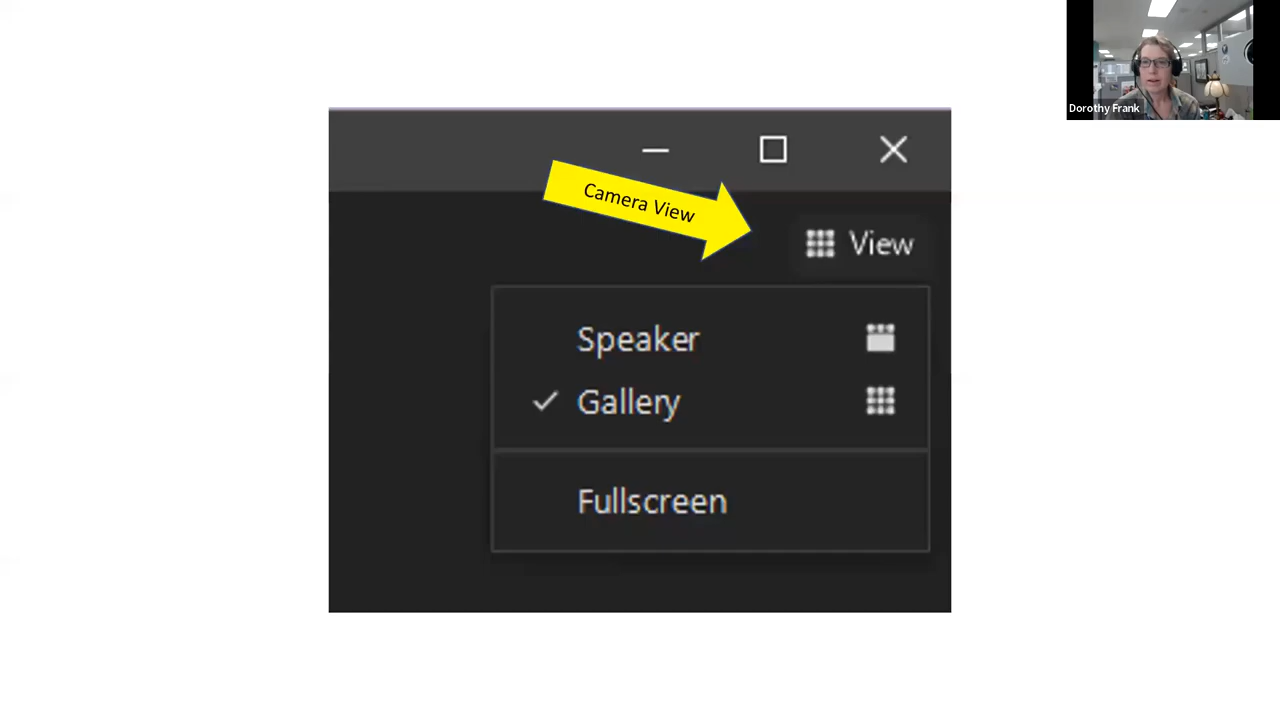 Dorothy Frank
Camera View
View
Speaker
Gallery
Fullscreen